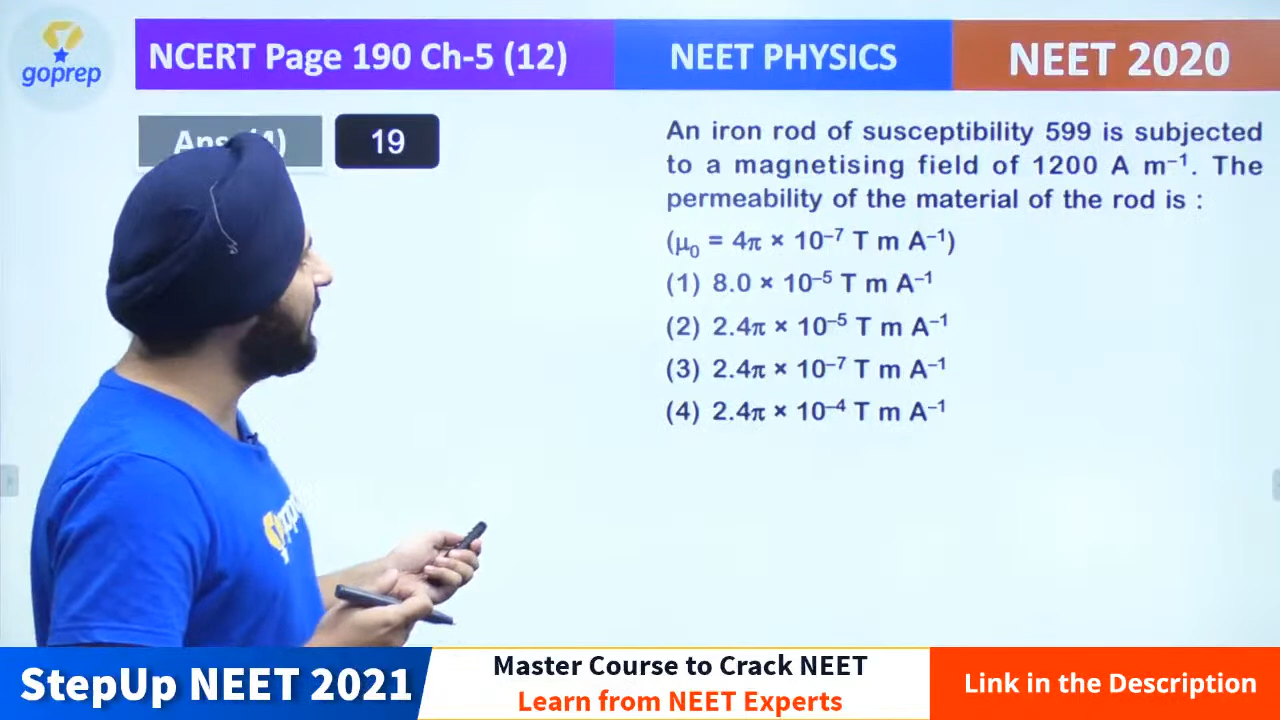 goprep
NCERT Page 190 Ch-5 (12)
NEET PHYSICS
NEET 2020
Ans (4)
19
An iron rod of susceptibility 599 is subjected
to a magnetising field of 1200 A m⁻¹. The
permeability of the material of the rod is :
(μ₀ = 4π × 10⁻⁷ T m A⁻¹)
(1) 8.0 × 10⁻⁵ T m A⁻¹
(2) 2.4π × 10⁻⁵ T m A⁻¹
(3) 2.4π × 10⁻⁷ T m A⁻¹
(4) 2.4π × 10⁻⁴ T m A⁻¹
StepUp NEET 2021
Master Course to Crack NEET
Learn from NEET Experts
Link in the Description